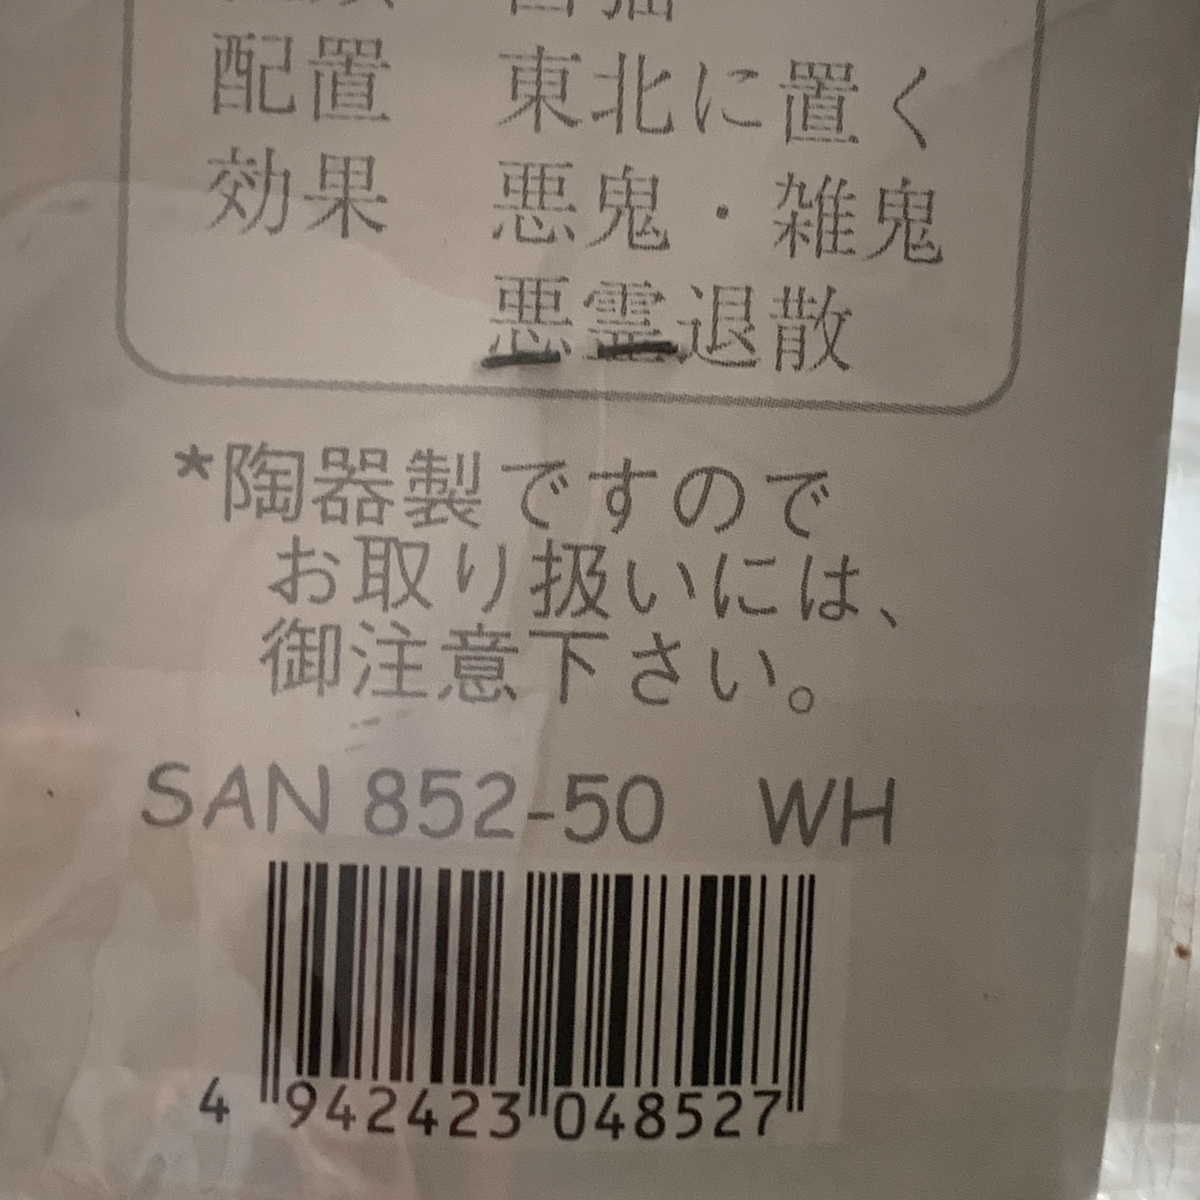 配置 東北に置く
効果 悪鬼・雑鬼
悪霊退散
*陶器製ですので
お取り扱いには、
御注意下さい。
SAN 852-50 WH
4 942423 048527